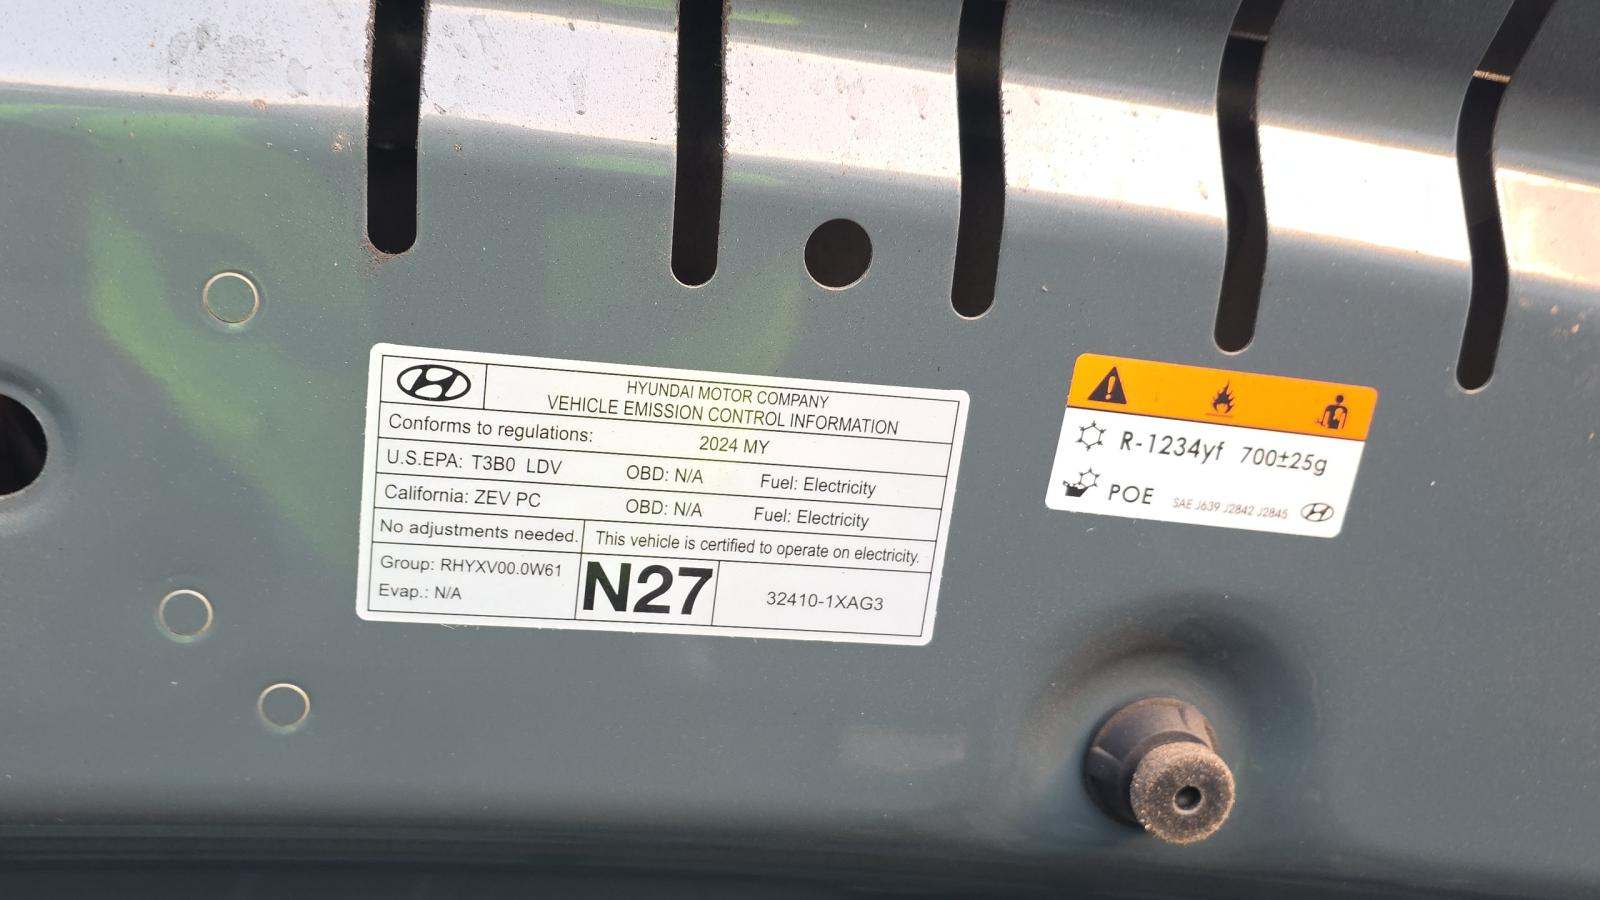 HYUNDAI MOTOR COMPANY
VEHICLE EMISSION CONTROL INFORMATION
Conforms to regulations: 2024 MY
U.S.EPA: T3B0 LDV OBD: N/A Fuel: Electricity
California: ZEV PC OBD: N/A Fuel: Electricity
No adjustments needed. This vehicle is certified to operate on electricity.
Group: RHYXV00.0W61
Evap.: N/A
N27
32410-1XAG3
R-1234yf 700±25g
POE SAE J639 J2842 J2845